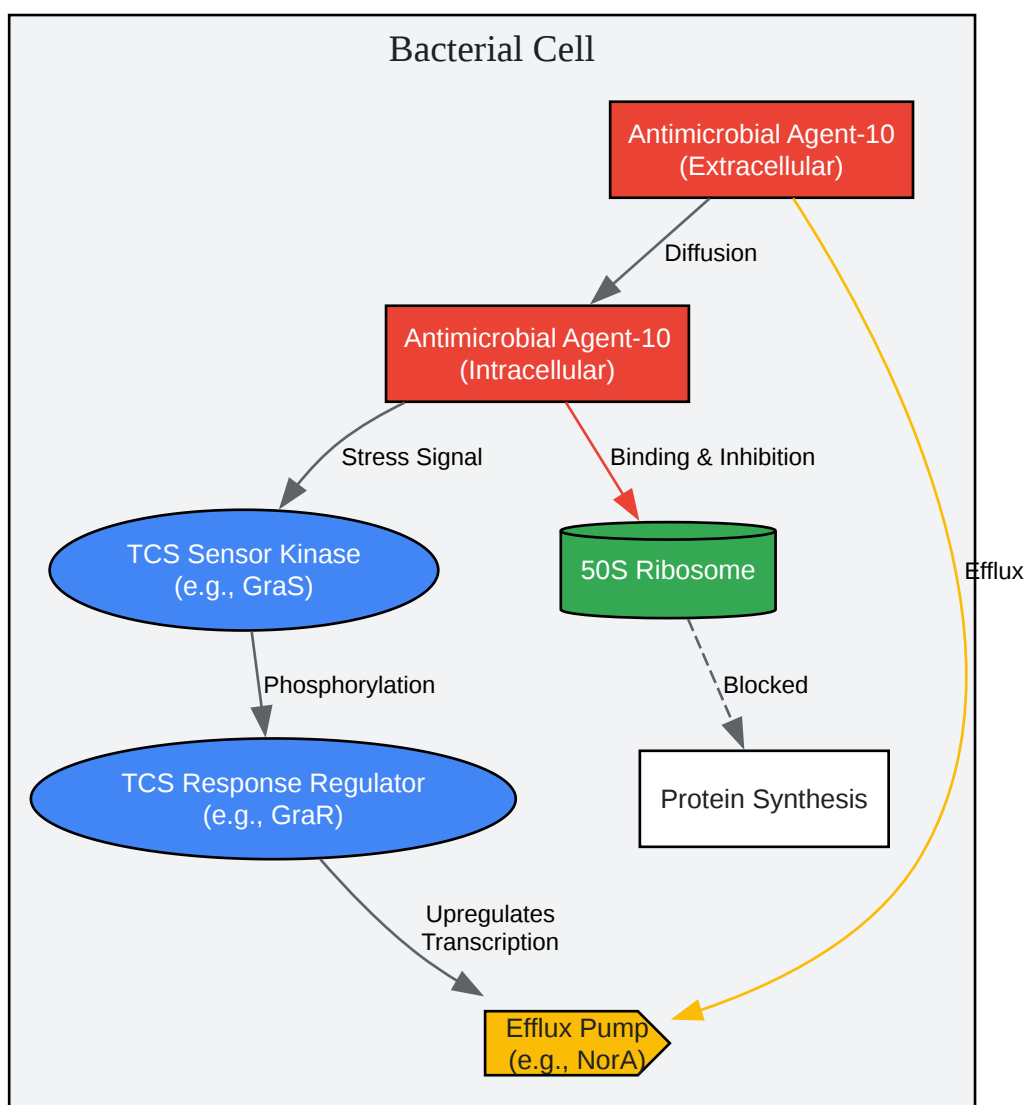 Bacterial Cell
Antimicrobial Agent-10
(Extracellular)
Diffusion
Antimicrobial Agent-10
(Intracellular)
Stress Signal
Binding & Inhibition
TCS Sensor Kinase
(e.g., GraS)
50S Ribosome
Efflux
Phosphorylation
Blocked
TCS Response Regulator
(e.g., GraR)
Protein Synthesis
Upregulates
Transcription
Efflux Pump
(e.g., NorA)